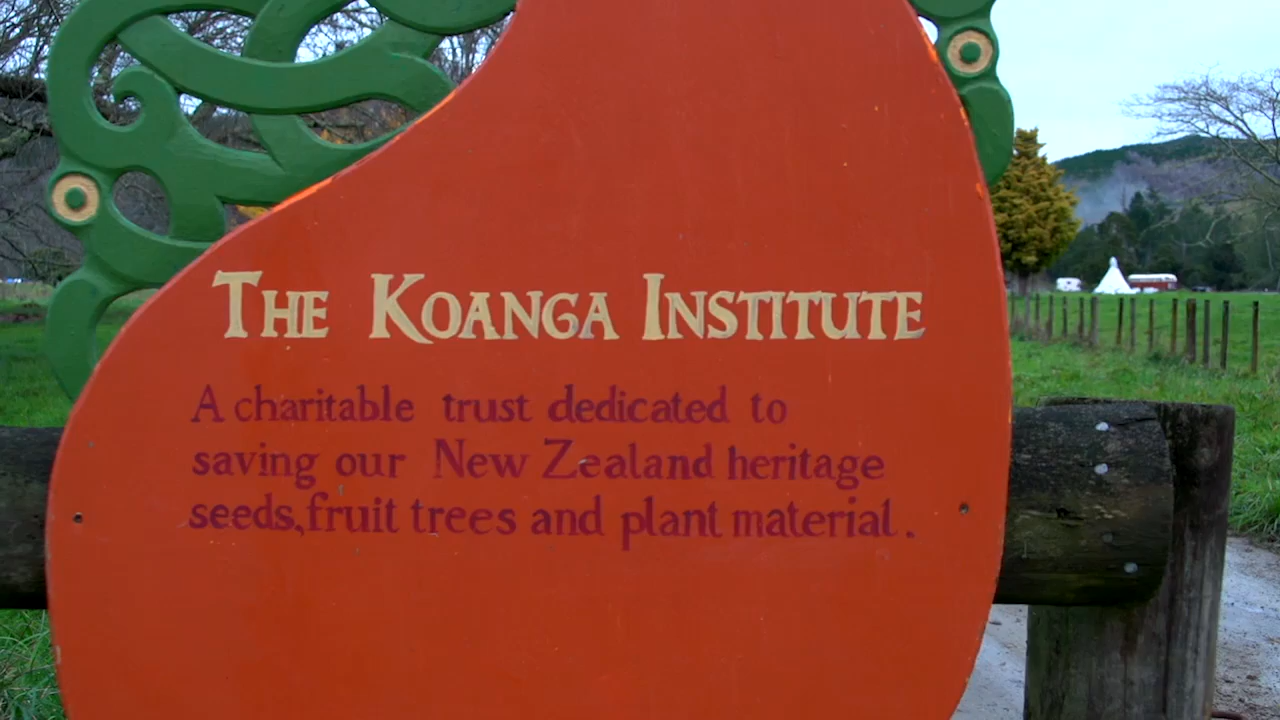 THE KOANGA INSTITUTE
A charitable trust dedicated to
saving our New Zealand heritage
seeds, fruit trees and plant material.